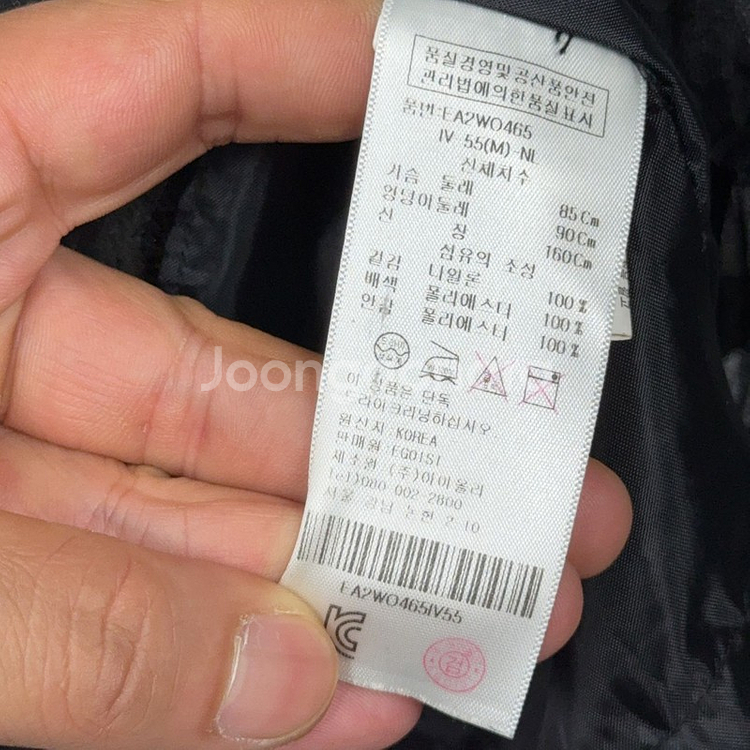 품질경영및공산품안전
관리법에의한품질표시
품번:EA2WO465
IV 55(M)-NL
신체치수
가슴 둘레 85Cm
엉덩이둘레 90Cm
신 장 160Cm
섬유의 조성
겉감 나일론 100%
배색 폴리에스터 100%
안감 폴리에스터 100%
이 상품은 단독
드라이크리닝하십시오.
원산지 KOREA
판매원:EGOIST
제조원 (주)아이올리
Tel)080-002-2800
서울 강남 논현 2-10
EA2WO465IV55
KC
검
Joong